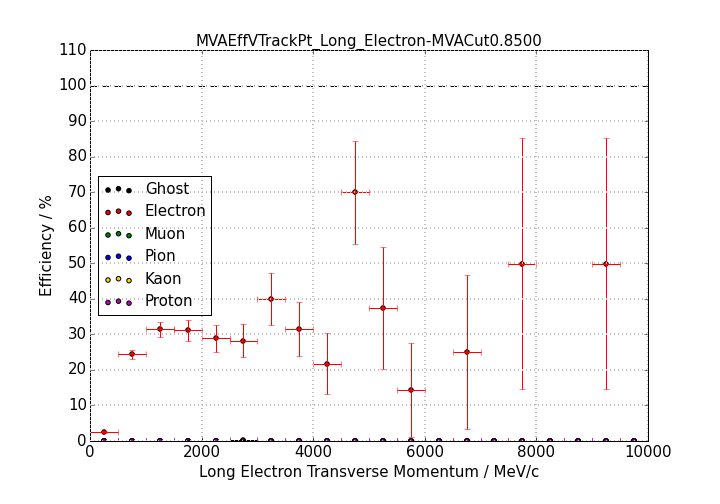 MVAEffVTrackPt_Long_Electron-MVACut0.8500
110
100
90
80
70
60
50
40
30
20
10
0
Efficiency / %
Ghost
Electron
Muon
Pion
Kaon
Proton
0 2000 4000 6000 8000 10000
Long Electron Transverse Momentum / MeV/c